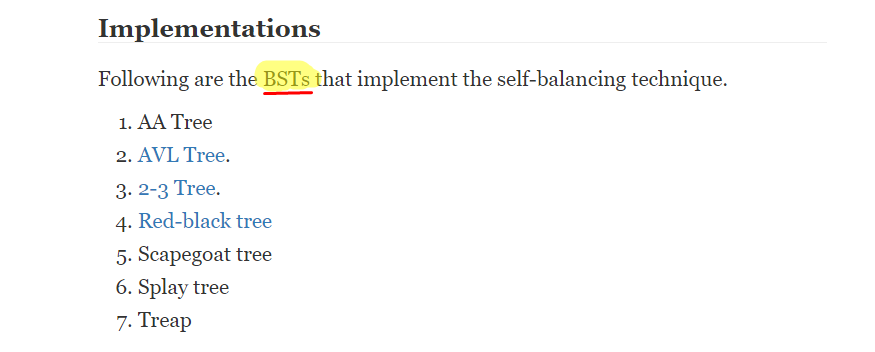 Implementations
Following are the BSTs that implement the self-balancing technique.
1. AA Tree
2. AVL Tree.
3. 2-3 Tree.
4. Red-black tree
5. Scapegoat tree
6. Splay tree
7. Treap